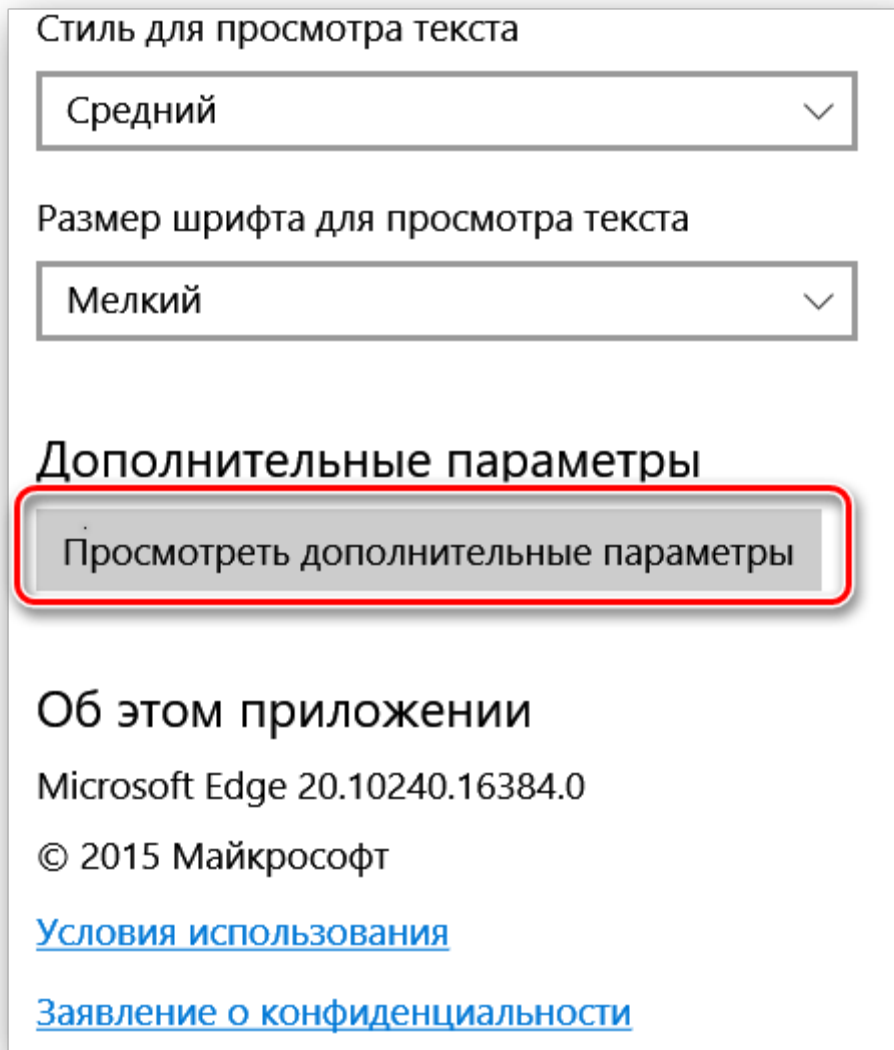 Стиль для просмотра текста
Средний
Размер шрифта для просмотра текста
Мелкий
Дополнительные параметры
Просмотреть дополнительные параметры
Об этом приложении
Microsoft Edge 20.10240.16384.0
© 2015 Майкрософт
Условия использования
Заявление о конфиденциальности